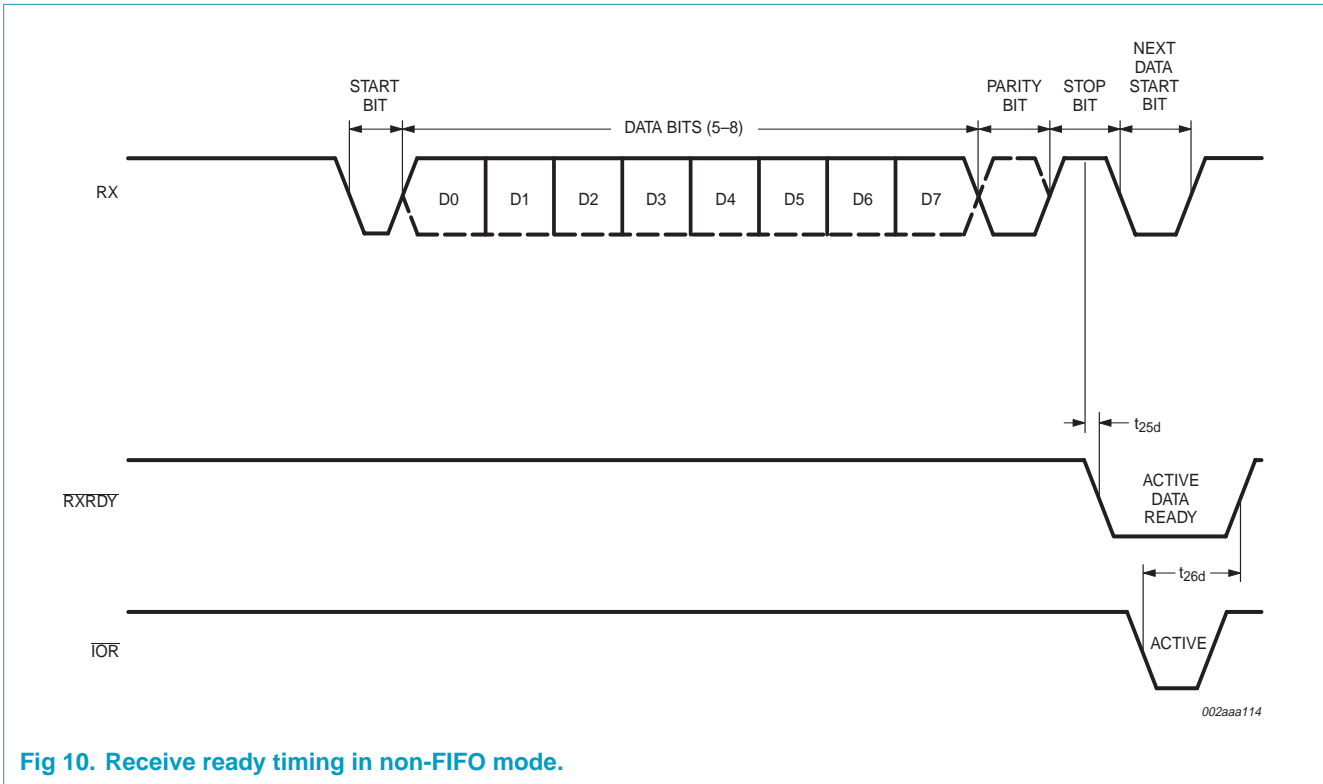 START
BIT
DATA BITS (5–8)
PARITY
BIT
STOP
BIT
NEXT
DATA
START
BIT
RX
D0
D1
D2
D3
D4
D5
D6
D7
t25d
RXRDY
ACTIVE
DATA
READY
t26d
IOR
ACTIVE
002aaa114
Fig 10. Receive ready timing in non-FIFO mode.